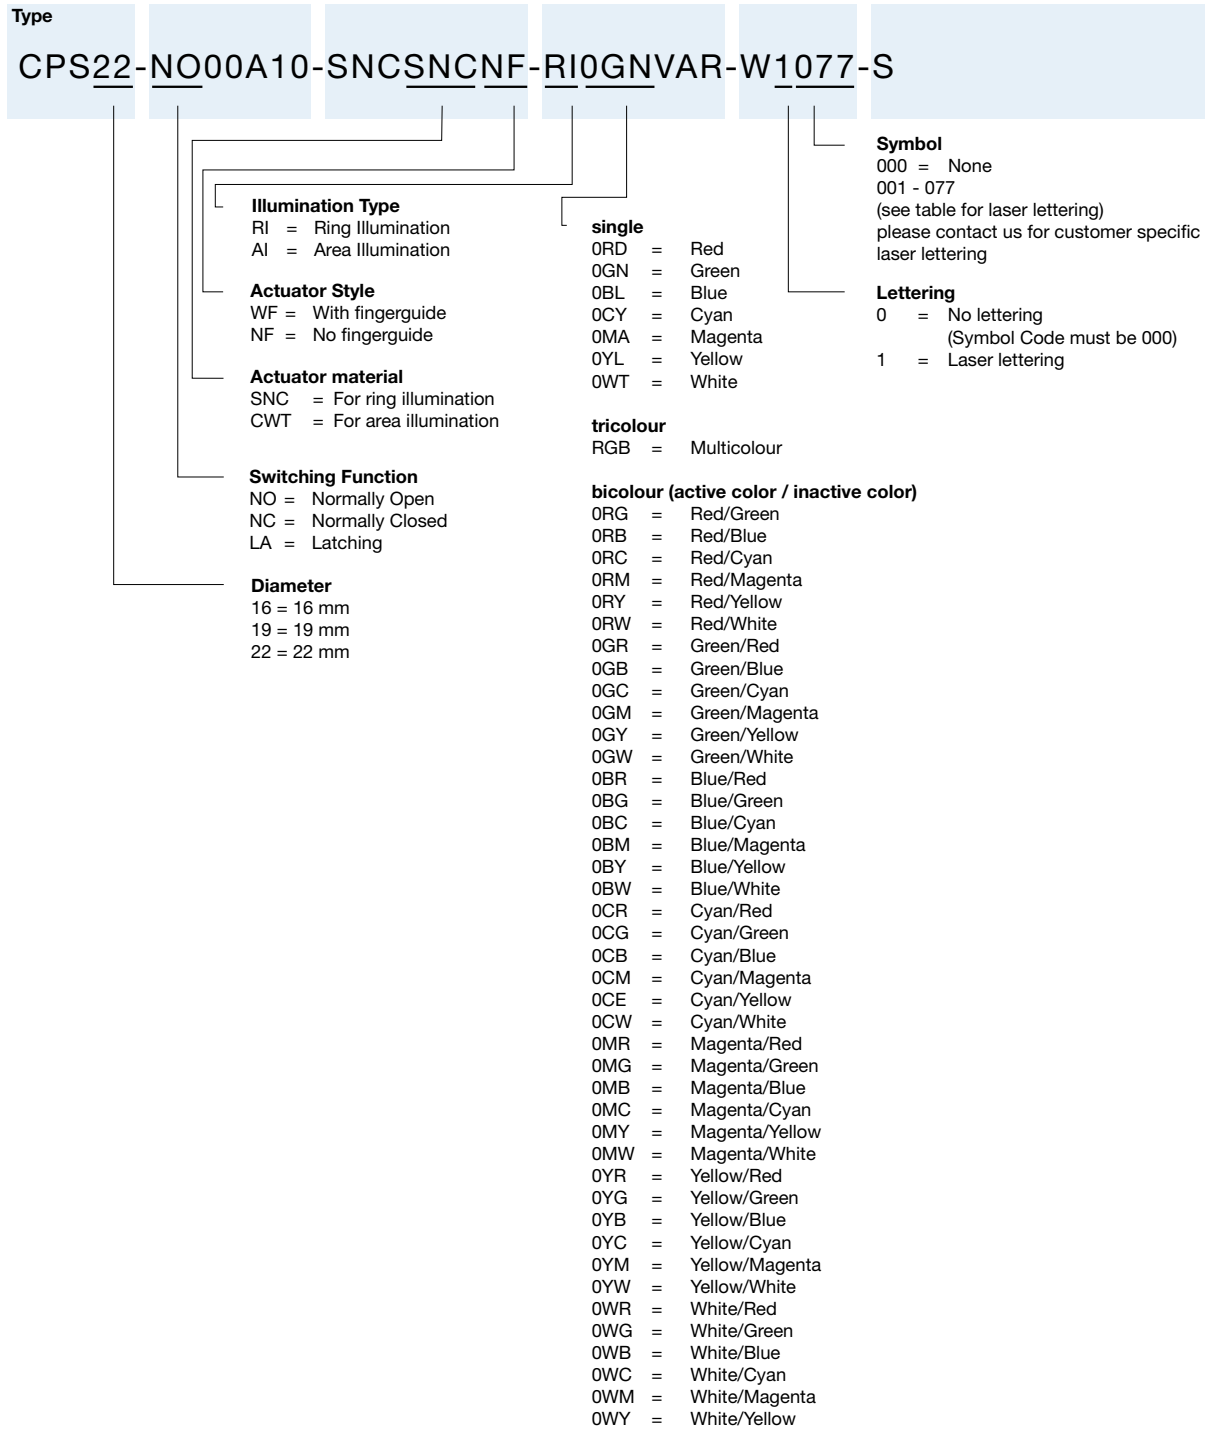 Type
CPS22-NO00A10-SNCSNCNF-RI0GNVAR-W1077-S
Illumination Type
RI = Ring Illumination
AI = Area Illumination
Actuator Style
WF = With fingerguide
NF = No fingerguide
Actuator material
SNC = For ring illumination
CWT = For area illumination
Switching Function
NO = Normally Open
NC = Normally Closed
LA = Latching
Diameter
16 = 16 mm
19 = 19 mm
22 = 22 mm
single
0RD = Red
0GN = Green
0BL = Blue
0CY = Cyan
0MA = Magenta
0YL = Yellow
0WT = White
tricolour
RGB = Multicolour
bicolour (active color / inactive color)
0RG = Red/Green
0RB = Red/Blue
0RC = Red/Cyan
0RM = Red/Magenta
0RY = Red/Yellow
0RW = Red/White
0GR = Green/Red
0GB = Green/Blue
0GC = Green/Cyan
0GM = Green/Magenta
0GY = Green/Yellow
0GW = Green/White
0BR = Blue/Red
0BG = Blue/Green
0BC = Blue/Cyan
0BM = Blue/Magenta
0BY = Blue/Yellow
0BW = Blue/White
0CR = Cyan/Red
0CG = Cyan/Green
0CB = Cyan/Blue
0CM = Cyan/Magenta
0CE = Cyan/Yellow
0CW = Cyan/White
0MR = Magenta/Red
0MG = Magenta/Green
0MB = Magenta/Blue
0MC = Magenta/Cyan
0MY = Magenta/Yellow
0MW = Magenta/White
0YR = Yellow/Red
0YG = Yellow/Green
0YB = Yellow/Blue
0YC = Yellow/Cyan
0YM = Yellow/Magenta
0YW = Yellow/White
0WR = White/Red
0WG = White/Green
0WB = White/Blue
0WC = White/Cyan
0WM = White/Magenta
0WY = White/Yellow
Symbol
000 = None
001 - 077
(see table for laser lettering)
please contact us for customer specific
laser lettering
Lettering
0 = No lettering
(Symbol Code must be 000)
1 = Laser lettering